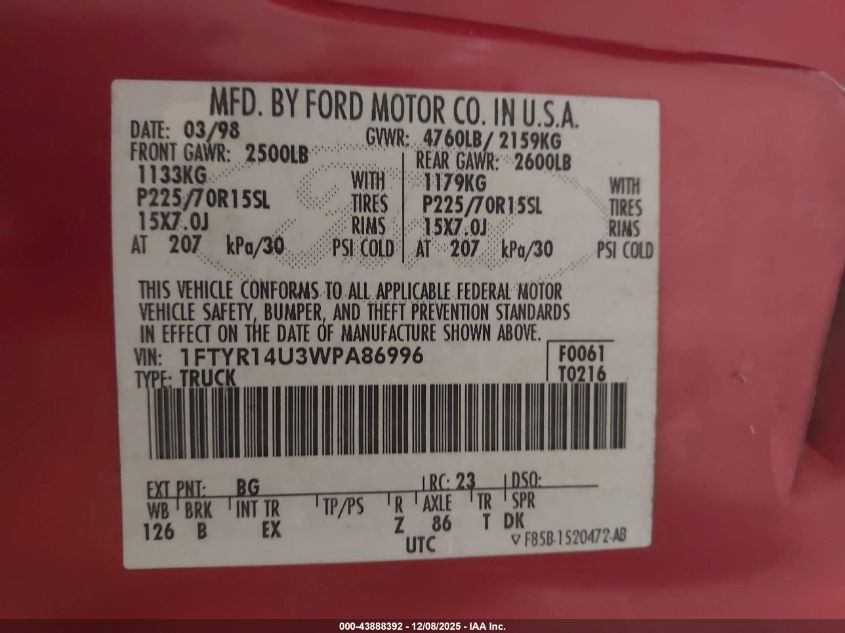 MFD. BY FORD MOTOR CO. IN U.S.A.
DATE: 03/98 GVWR: 4760LB/ 2159KG
FRONT GAWR: 2500LB REAR GAWR: 2600LB
1133KG WITH 1179KG WITH
P225/70R15SL TIRES P225/70R15SL TIRES
15X7.0J RIMS 15X7.0J RIMS
AT 207 kPa/30 PSI COLD AT 207 kPa/30 PSI COLD
THIS VEHICLE CONFORMS TO ALL APPLICABLE FEDERAL MOTOR
VEHICLE SAFETY, BUMPER, AND THEFT PREVENTION STANDARDS
IN EFFECT ON THE DATE OF MANUFACTURE SHOWN ABOVE.
VIN: 1FTYR14U3WPA86996 F0061
TYPE: TRUCK T0216
EXT PNT: BG RC: 23 DSO:
WB BRK INT TR TP/PS R AXLE TR SPR
126 B EX Z 86 T DK
UTC F85B-1520472-AB
000-43888392 - 12/08/2025 - IAA Inc.